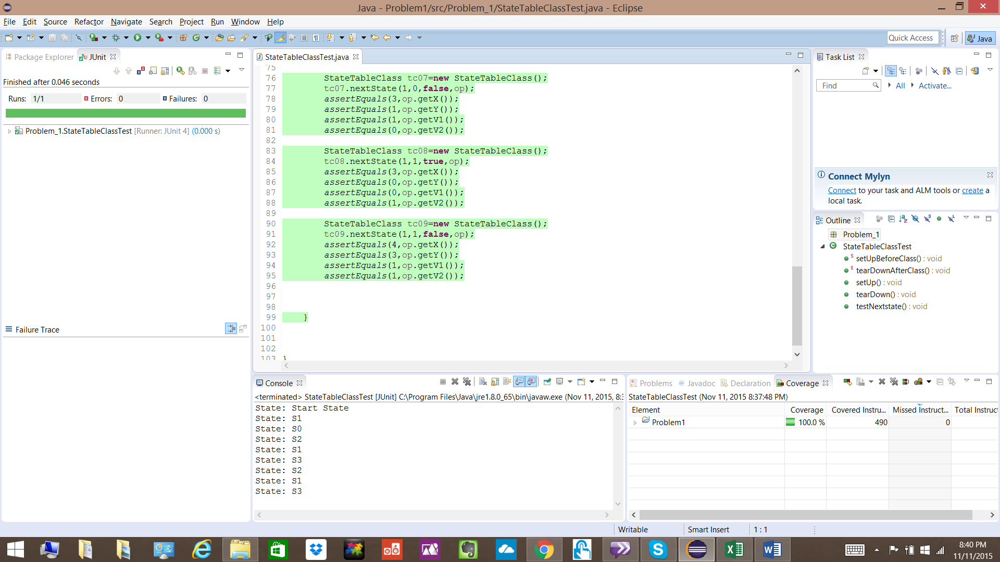 Java - Problem1/src/Problem_1/StateTableClassTest.java - Eclipse
File Edit Source Refactor Navigate Search Project Run Window Help
Quick Access
Java
Package Explorer JUnit
Finished after 0.046 seconds
Runs: 1/1 Errors: 0 Failures: 0
Problem_1.StateTableClassTest [Runner: JUnit 4] (0.000 s)
Failure Trace
StateTableClassTest.java
75
76 StateTableClass tc07=new StateTableClass();
77 tc07.nextState(1,0,false,op);
78 assertEquals(3,op.getX());
79 assertEquals(1,op.getY());
80 assertEquals(1,op.getV1());
81 assertEquals(0,op.getV2());
82
83 StateTableClass tc08=new StateTableClass();
84 tc08.nextState(1,1,true,op);
85 assertEquals(3,op.getX());
86 assertEquals(0,op.getY());
87 assertEquals(0,op.getV1());
88 assertEquals(1,op.getV2());
89
90 StateTableClass tc09=new StateTableClass();
91 tc09.nextState(1,1,false,op);
92 assertEquals(4,op.getX());
93 assertEquals(3,op.getY());
94 assertEquals(1,op.getV1());
95 assertEquals(1,op.getV2());
96
97
98
99 }
100
101
102
103 }
Task List
Find All Activate...
Connect Mylyn
Connect to your task and ALM tools or create a
local task.
Outline
Problem_1
StateTableClassTest
setUpBeforeClass() : void
tearDownAfterClass() : void
setUp() : void
tearDown() : void
testNextstate() : void
Console
<terminated> StateTableClassTest [JUnit] C:\Program Files\Java\jre1.8.0_65\bin\javaw.exe (Nov 11, 2015, 8:3
State: Start State
State: S1
State: S0
State: S2
State: S1
State: S3
State: S2
State: S1
State: S3
Problems Javadoc Declaration Coverage
StateTableClassTest (Nov 11, 2015 8:37:48 PM)
Element Coverage Covered Instru... Missed Instruct... Total Instruct
Problem1 100.0 % 490 0
Writable Smart Insert 1 : 1
8:40 PM
11/11/2015